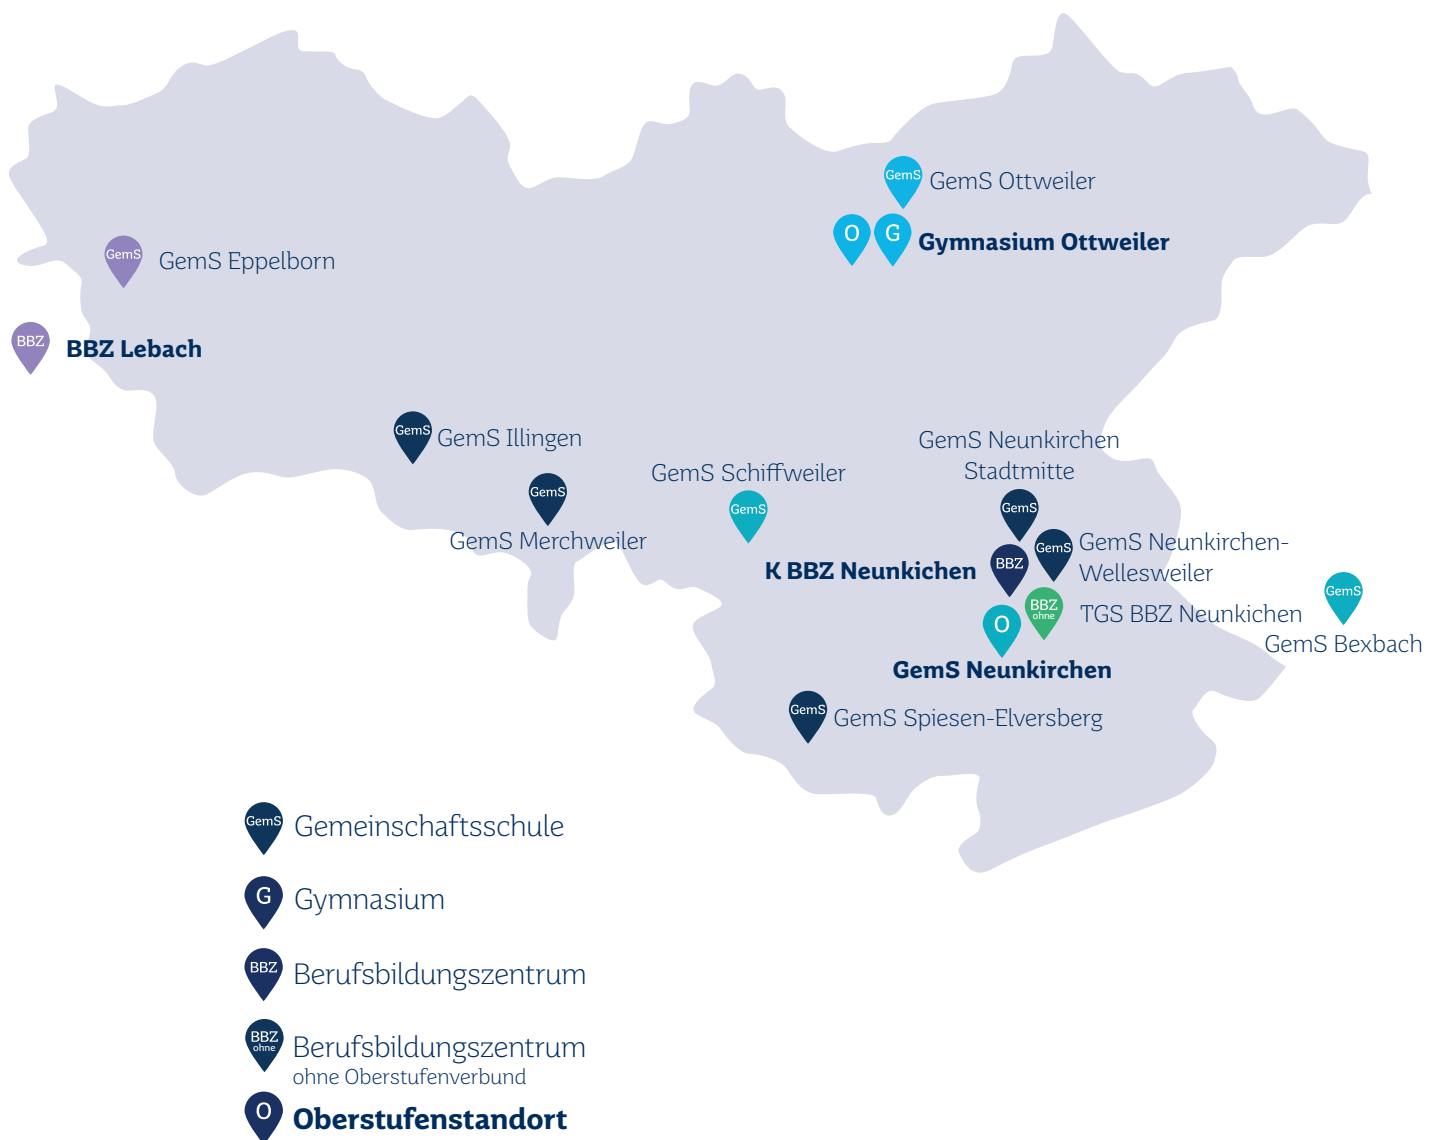 GemS
GemS Ottweiler
O
G
Gymnasium Ottweiler
GemS
GemS Eppelborn
BBZ
BBZ Lebach
GemS
GemS Illingen
GemS
GemS Merchweiler
GemS Schiffweiler
GemS
GemS Neunkirchen
Stadtmitte
GemS
GemS
GemS Neunkirchen-
Wellesweiler
K BBZ Neunkichen
BBZ
BBZ
ohne
TGS BBZ Neunkichen
GemS
GemS Bexbach
O
GemS Neunkirchen
GemS
GemS Spiesen-Elversberg
GemS
Gemeinschaftsschule
G
Gymnasium
BBZ
Berufsbildungszentrum
BBZ
ohne
Berufsbildungszentrum
ohne Oberstufenverbund
O
Oberstufenstandort